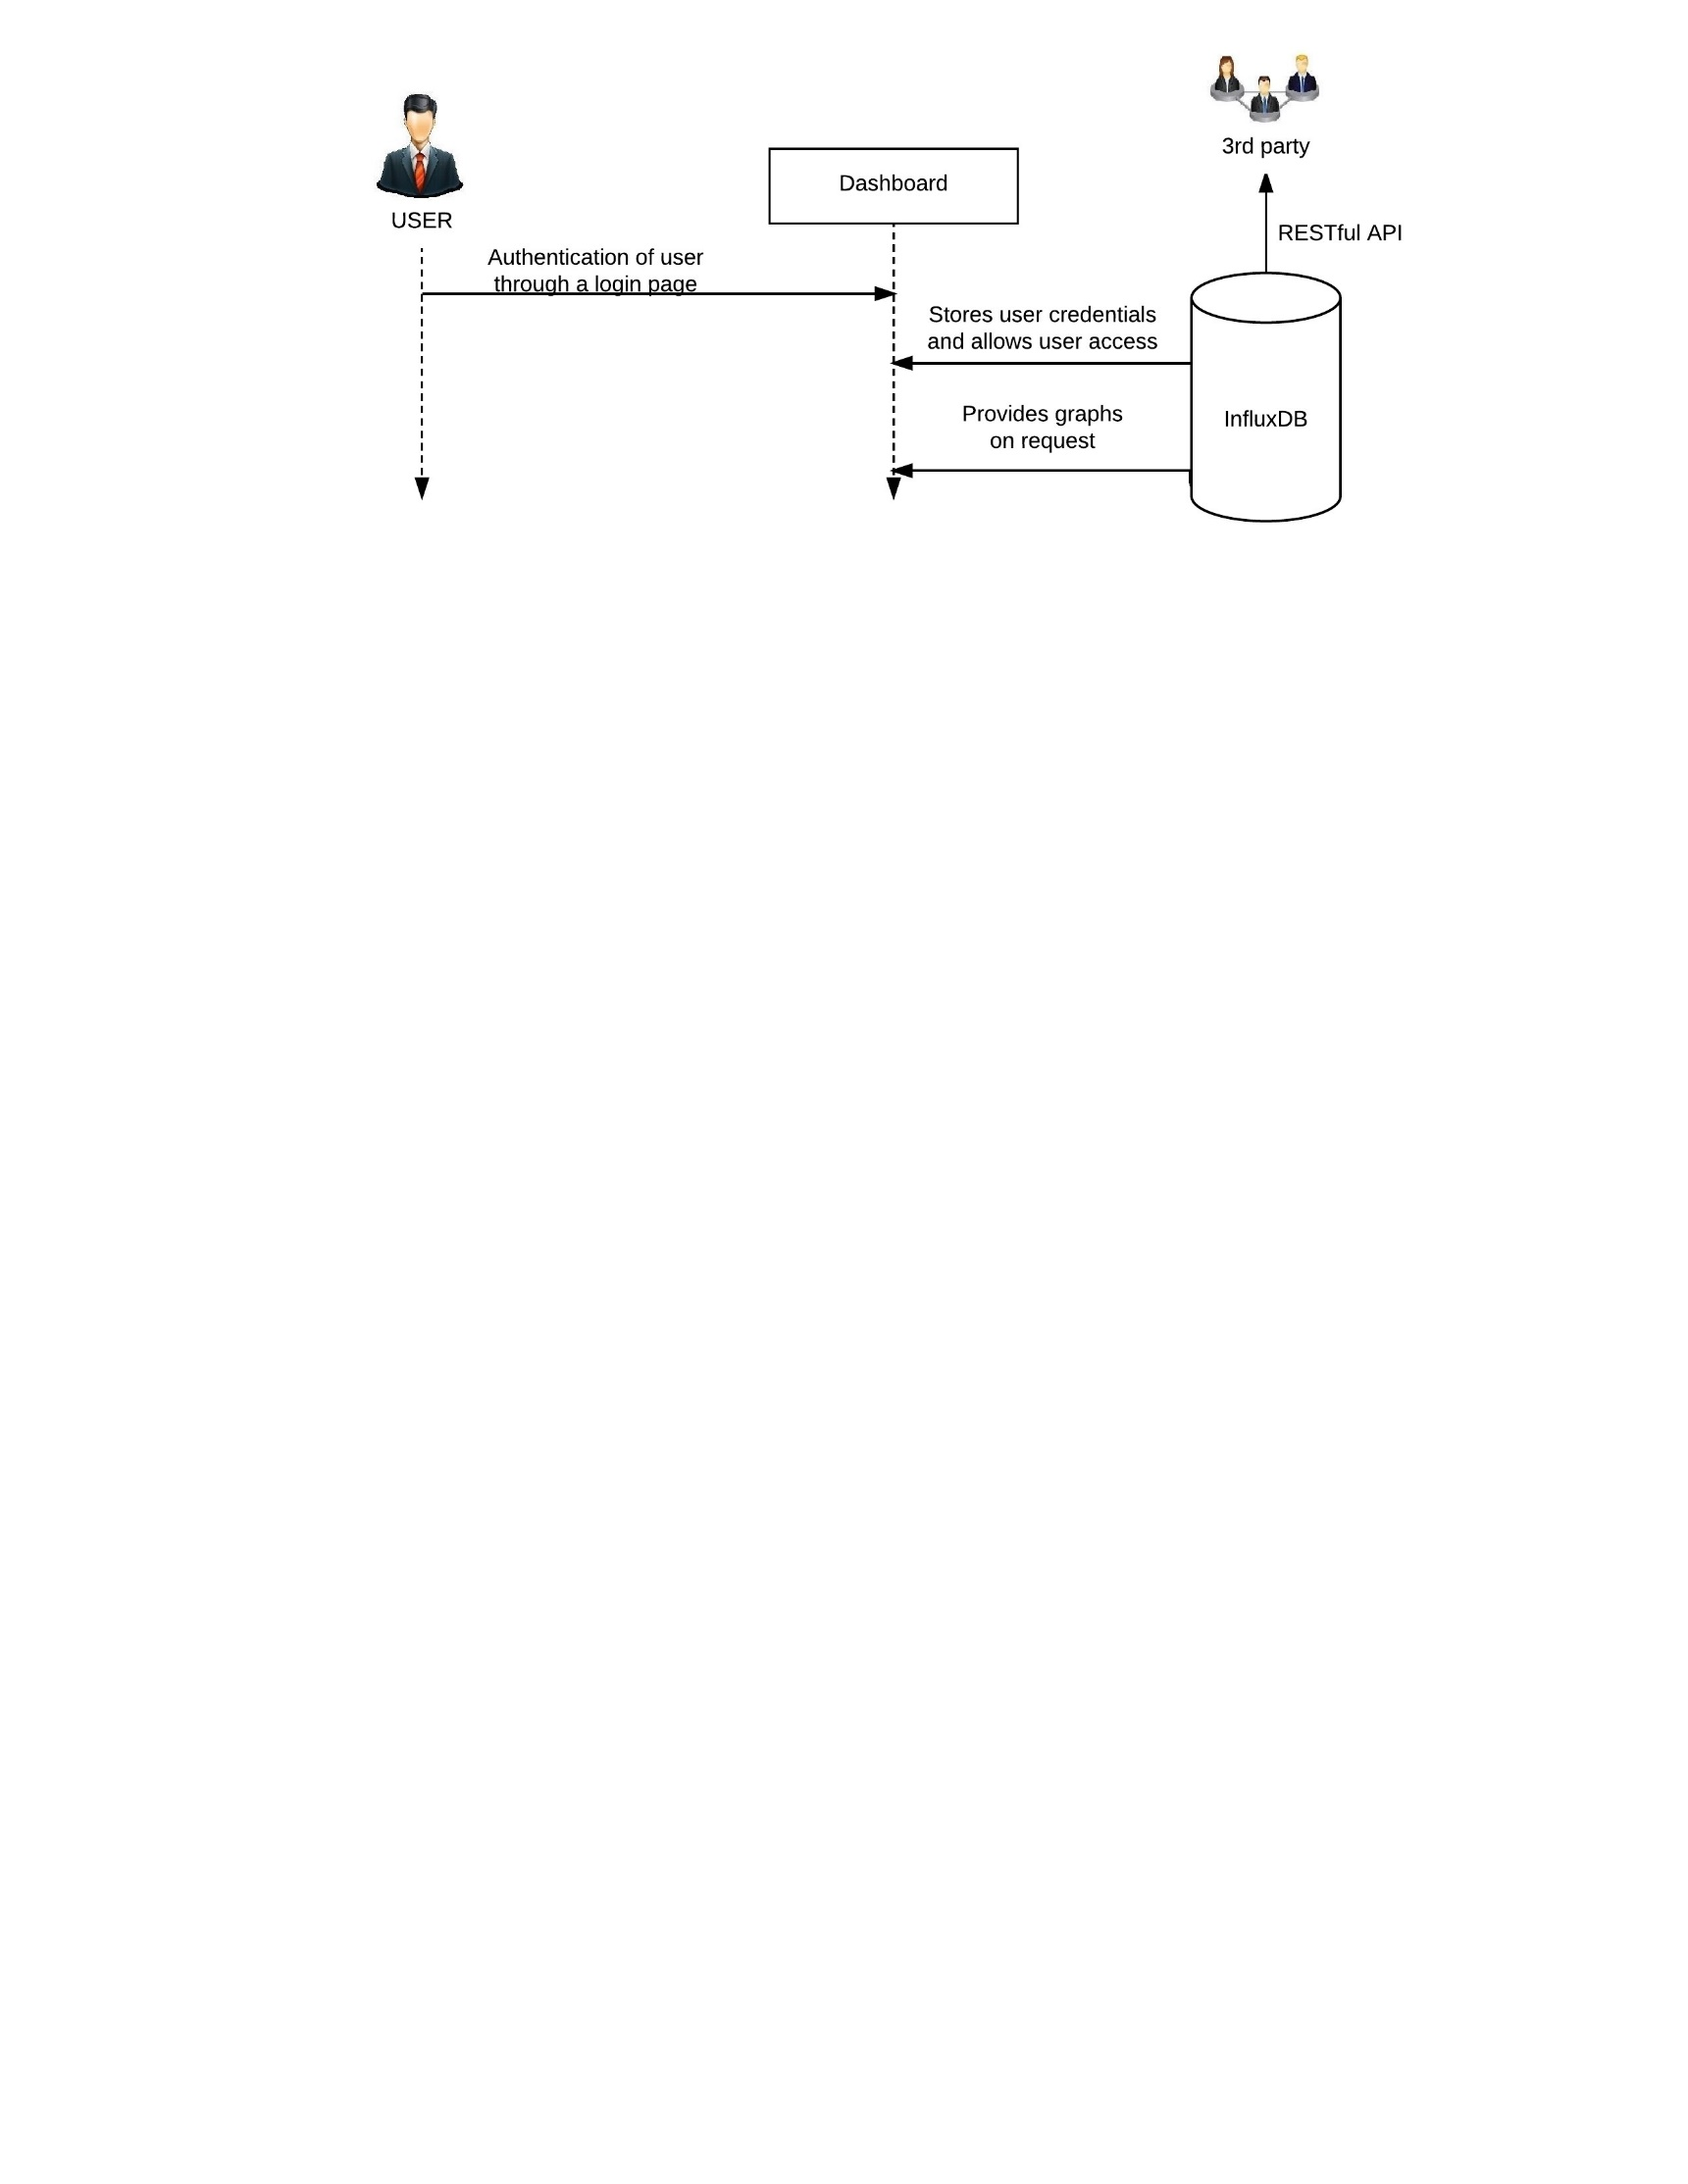 3rd party
Dashboard
USER
RESTful API
Authentication of user
through a login page
Stores user credentials
and allows user access
Provides graphs
on request
InfluxDB